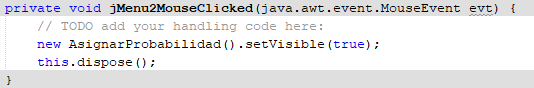 private void jMenu2MouseClicked(java.awt.event.MouseEvent evt) {
// TODO add your handling code here:
new AsignarProbabilidad().setVisible(true);
this.dispose();
}